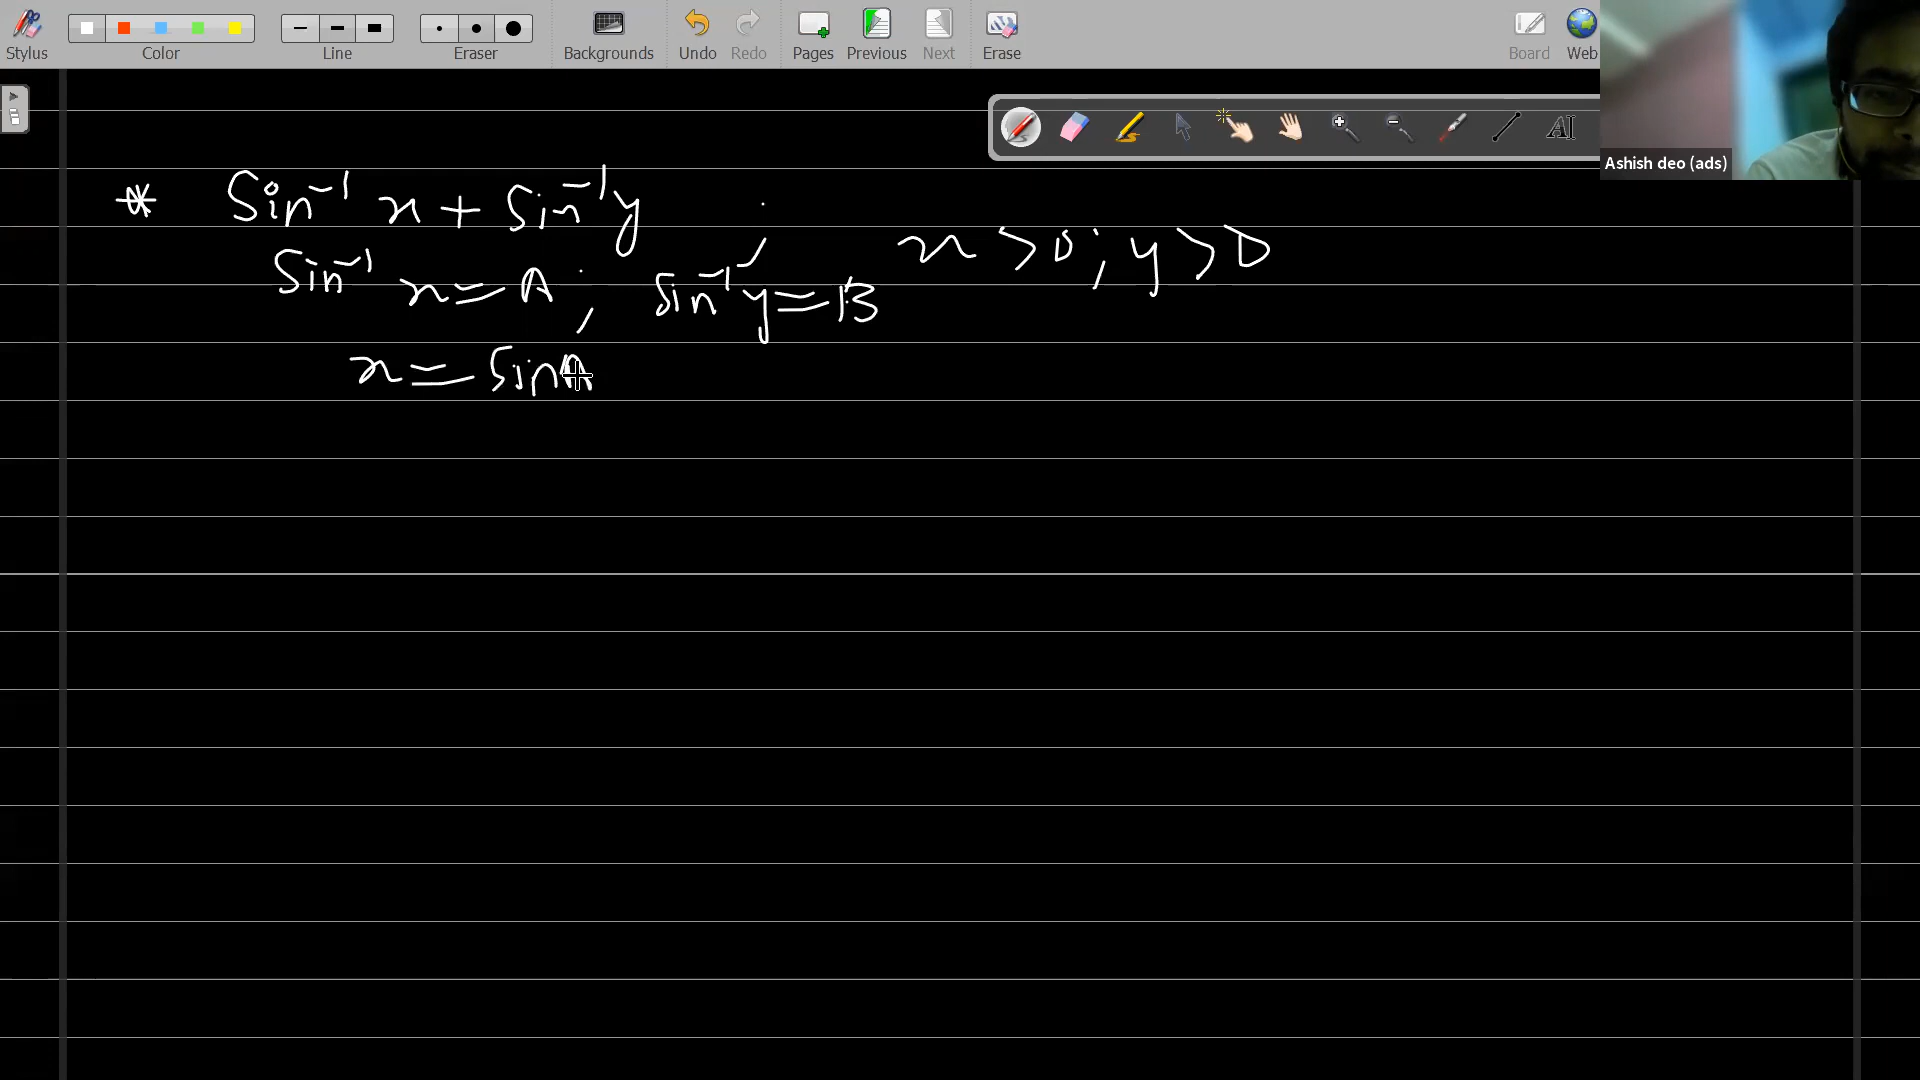 Stylus Color Line Eraser Backgrounds Undo Redo Pages Previous Next Erase Board Web
Ashish deo (ads)
* Sin⁻¹ x + Sin⁻¹ y ; x > 0 ; y > 0
Sin⁻¹ x = A ; Sin⁻¹ y = B
x = Sin A